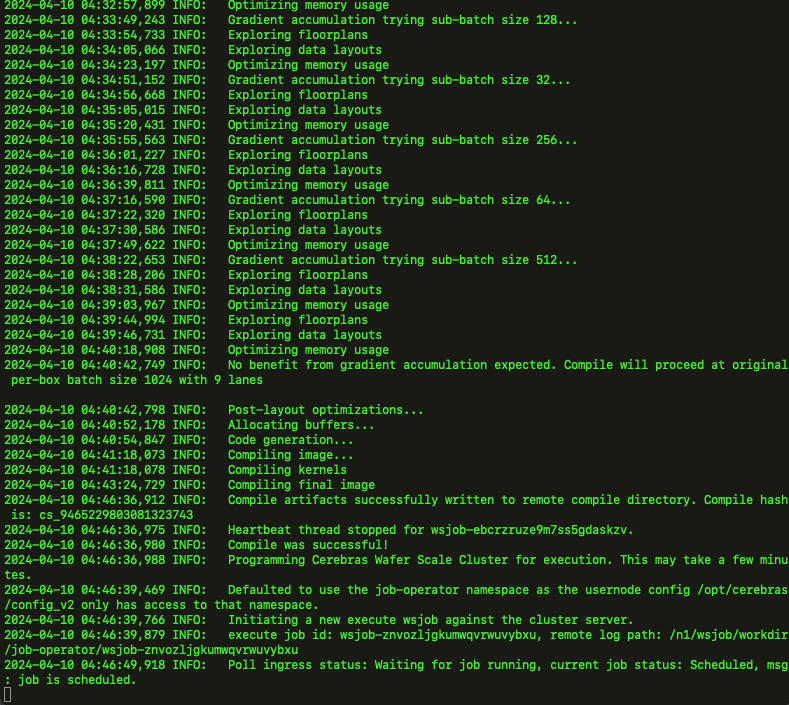 2024-04-10 04:32:57,899 INFO:   Optimizing memory usage
2024-04-10 04:33:49,243 INFO:   Gradient accumulation trying sub-batch size 128...
2024-04-10 04:33:54,733 INFO:   Exploring floorplans
2024-04-10 04:34:05,066 INFO:   Exploring data layouts
2024-04-10 04:34:23,197 INFO:   Optimizing memory usage
2024-04-10 04:34:51,152 INFO:   Gradient accumulation trying sub-batch size 32...
2024-04-10 04:34:56,668 INFO:   Exploring floorplans
2024-04-10 04:35:05,015 INFO:   Exploring data layouts
2024-04-10 04:35:20,431 INFO:   Optimizing memory usage
2024-04-10 04:35:55,563 INFO:   Gradient accumulation trying sub-batch size 256...
2024-04-10 04:36:01,227 INFO:   Exploring floorplans
2024-04-10 04:36:16,728 INFO:   Exploring data layouts
2024-04-10 04:36:39,811 INFO:   Optimizing memory usage
2024-04-10 04:37:16,590 INFO:   Gradient accumulation trying sub-batch size 64...
2024-04-10 04:37:22,320 INFO:   Exploring floorplans
2024-04-10 04:37:30,586 INFO:   Exploring data layouts
2024-04-10 04:37:49,622 INFO:   Optimizing memory usage
2024-04-10 04:38:22,653 INFO:   Gradient accumulation trying sub-batch size 512...
2024-04-10 04:38:28,206 INFO:   Exploring floorplans
2024-04-10 04:38:31,586 INFO:   Exploring data layouts
2024-04-10 04:39:03,967 INFO:   Optimizing memory usage
2024-04-10 04:39:44,994 INFO:   Exploring floorplans
2024-04-10 04:39:46,731 INFO:   Exploring data layouts
2024-04-10 04:40:18,908 INFO:   Optimizing memory usage
2024-04-10 04:40:42,749 INFO:   No benefit from gradient accumulation expected. Compile will proceed at original
 per-box batch size 1024 with 9 lanes

2024-04-10 04:40:42,798 INFO:   Post-layout optimizations...
2024-04-10 04:40:52,178 INFO:   Allocating buffers...
2024-04-10 04:40:54,847 INFO:   Code generation...
2024-04-10 04:41:18,073 INFO:   Compiling image...
2024-04-10 04:41:18,078 INFO:   Compiling kernels
2024-04-10 04:43:24,729 INFO:   Compiling final image
2024-04-10 04:46:36,912 INFO:   Compile artifacts successfully written to remote compile directory. Compile hash
 is: cs_9465229803081323743
2024-04-10 04:46:36,975 INFO:   Heartbeat thread stopped for wsjob-ebcrzruze9m7ss5gdaskzv.
2024-04-10 04:46:36,980 INFO:   Compile was successful!
2024-04-10 04:46:36,988 INFO:   Programming Cerebras Wafer Scale Cluster for execution. This may take a few minu
tes.
2024-04-10 04:46:39,469 INFO:   Defaulted to use the job-operator namespace as the usernode config /opt/cerebras
/config_v2 only has access to that namespace.
2024-04-10 04:46:39,766 INFO:   Initiating a new execute wsjob against the cluster server.
2024-04-10 04:46:39,879 INFO:   execute job id: wsjob-znvozljgkumwqvrwuvybxu, remote log path: /n1/wsjob/workdir
/job-operator/wsjob-znvozljgkumwqvrwuvybxu
2024-04-10 04:46:49,918 INFO:   Poll ingress status: Waiting for job running, current job status: Scheduled, msg
: job is scheduled.